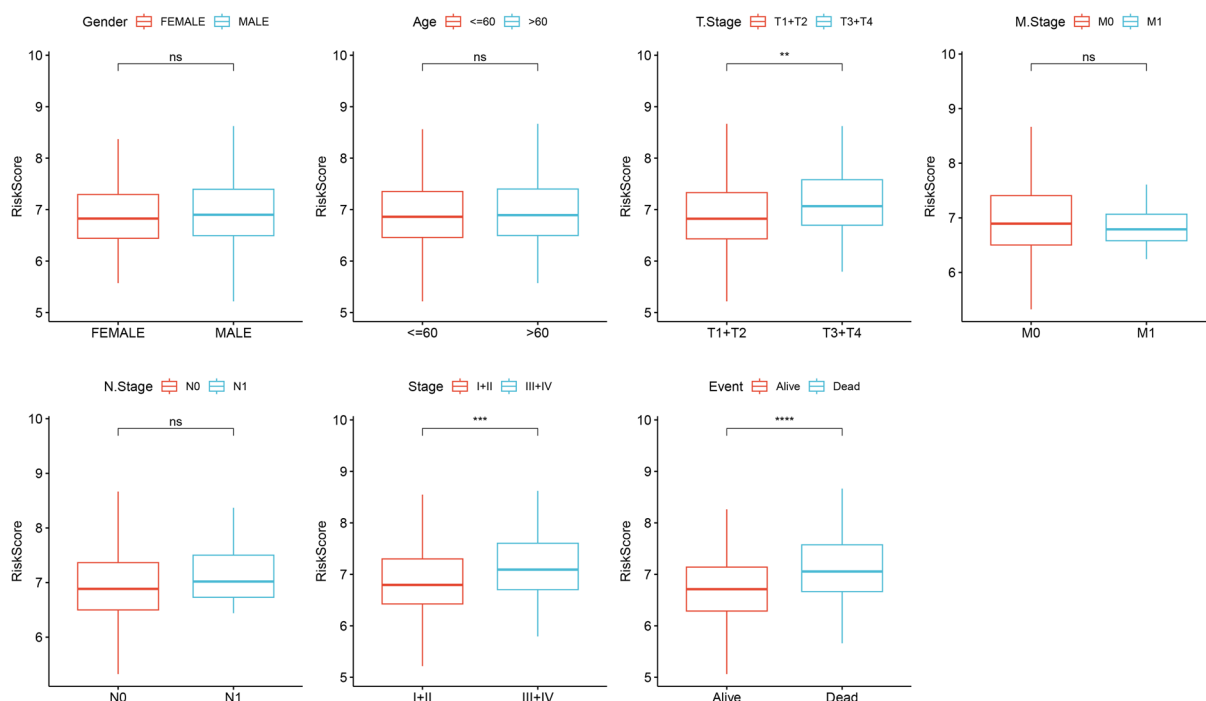 Gender FEMALE MALE
ns
10
9
8
7
6
5
RiskScore
FEMALE MALE
Age <=60 >60
ns
10
9
8
7
6
5
RiskScore
<=60 >60
T.Stage T1+T2 T3+T4
**
10
9
8
7
6
5
RiskScore
T1+T2 T3+T4
M.Stage M0 M1
ns
10
9
8
7
6
RiskScore
M0 M1
N.Stage N0 N1
ns
10
9
8
7
6
RiskScore
N0 N1
Stage I+II III+IV
***
10
9
8
7
6
5
RiskScore
I+II III+IV
Event Alive Dead
****
10
9
8
7
6
5
RiskScore
Alive Dead